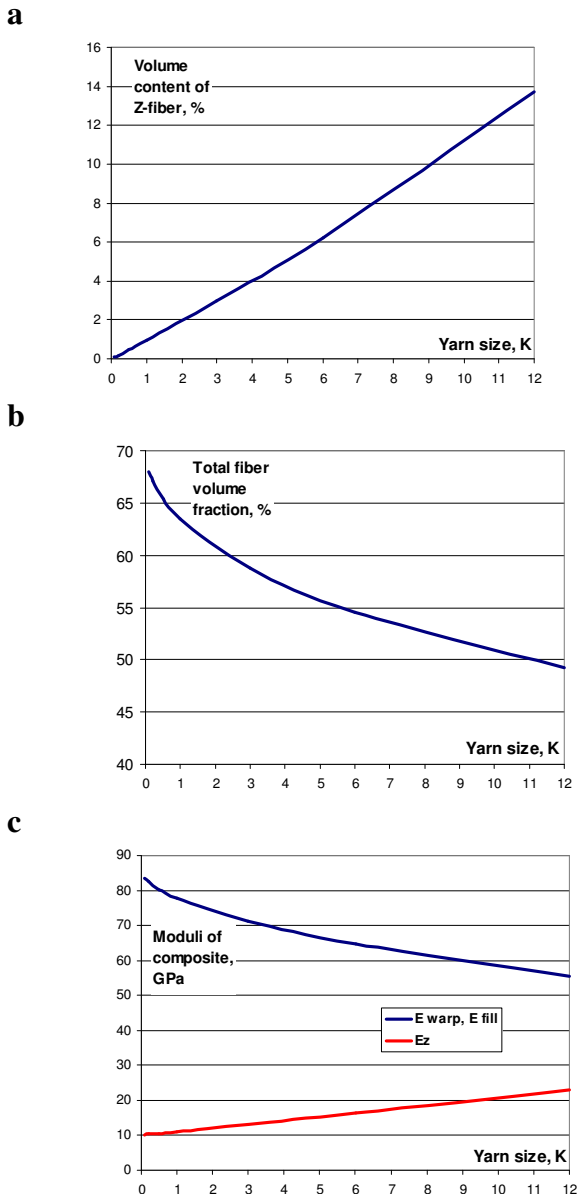 a
16
14
12
10
8
6
4
2
0
Volume
content of
Z-fiber, %
Yarn size, K
0 1 2 3 4 5 6 7 8 9 10 11 12
b
70
65
60
55
50
45
40
Total fiber
volume
fraction, %
Yarn size, K
0 1 2 3 4 5 6 7 8 9 10 11 12
c
90
80
70
60
50
40
30
20
10
0
Moduli of
composite,
GPa
E warp, E fill
Ez
Yarn size, K
0 1 2 3 4 5 6 7 8 9 10 11 12